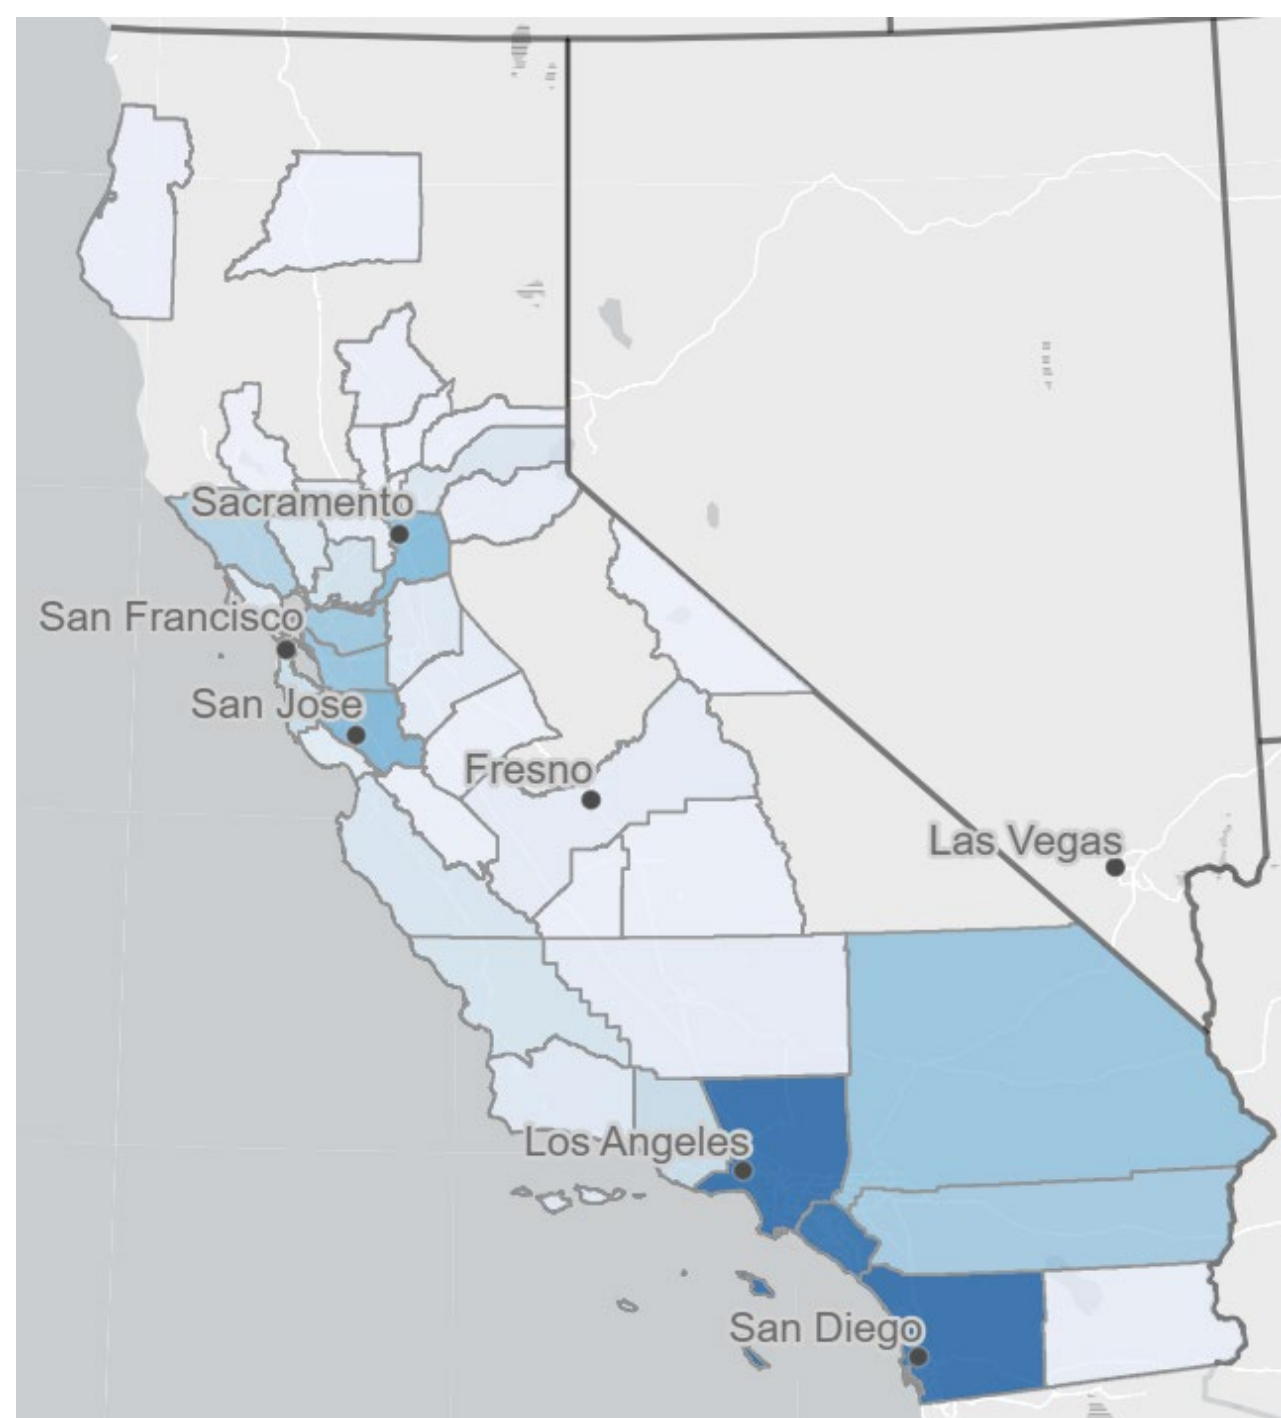 Sacramento
San Francisco
San Jose
Fresno
Las Vegas
Los Angeles
San Diego